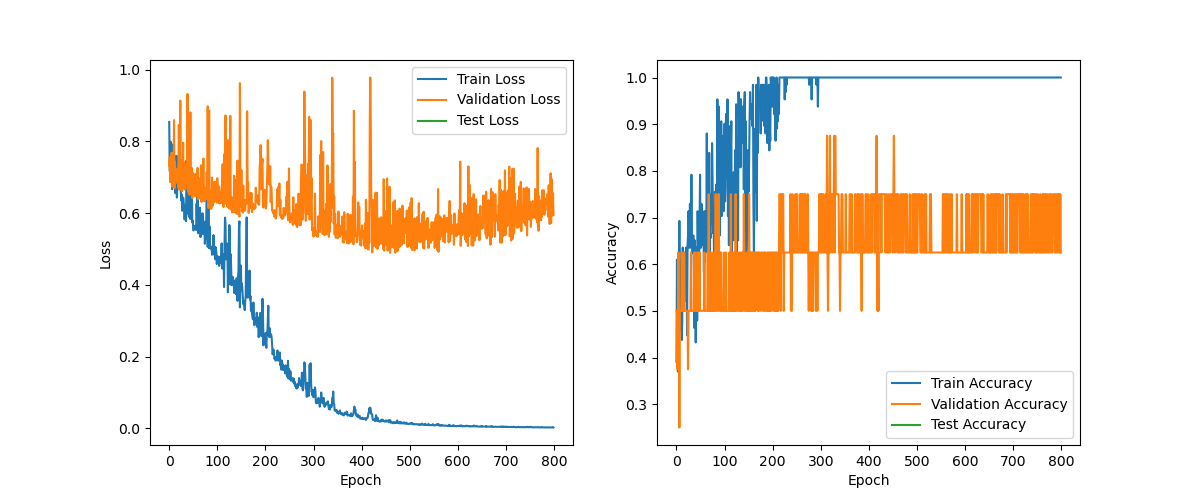 1.0
0.8
0.6
0.4
0.2
0.0
Loss
0 100 200 300 400 500 600 700 800
Epoch
Train Loss
Validation Loss
Test Loss
1.0
0.9
0.8
0.7
0.6
0.5
0.4
0.3
Accuracy
0 100 200 300 400 500 600 700 800
Epoch
Train Accuracy
Validation Accuracy
Test Accuracy